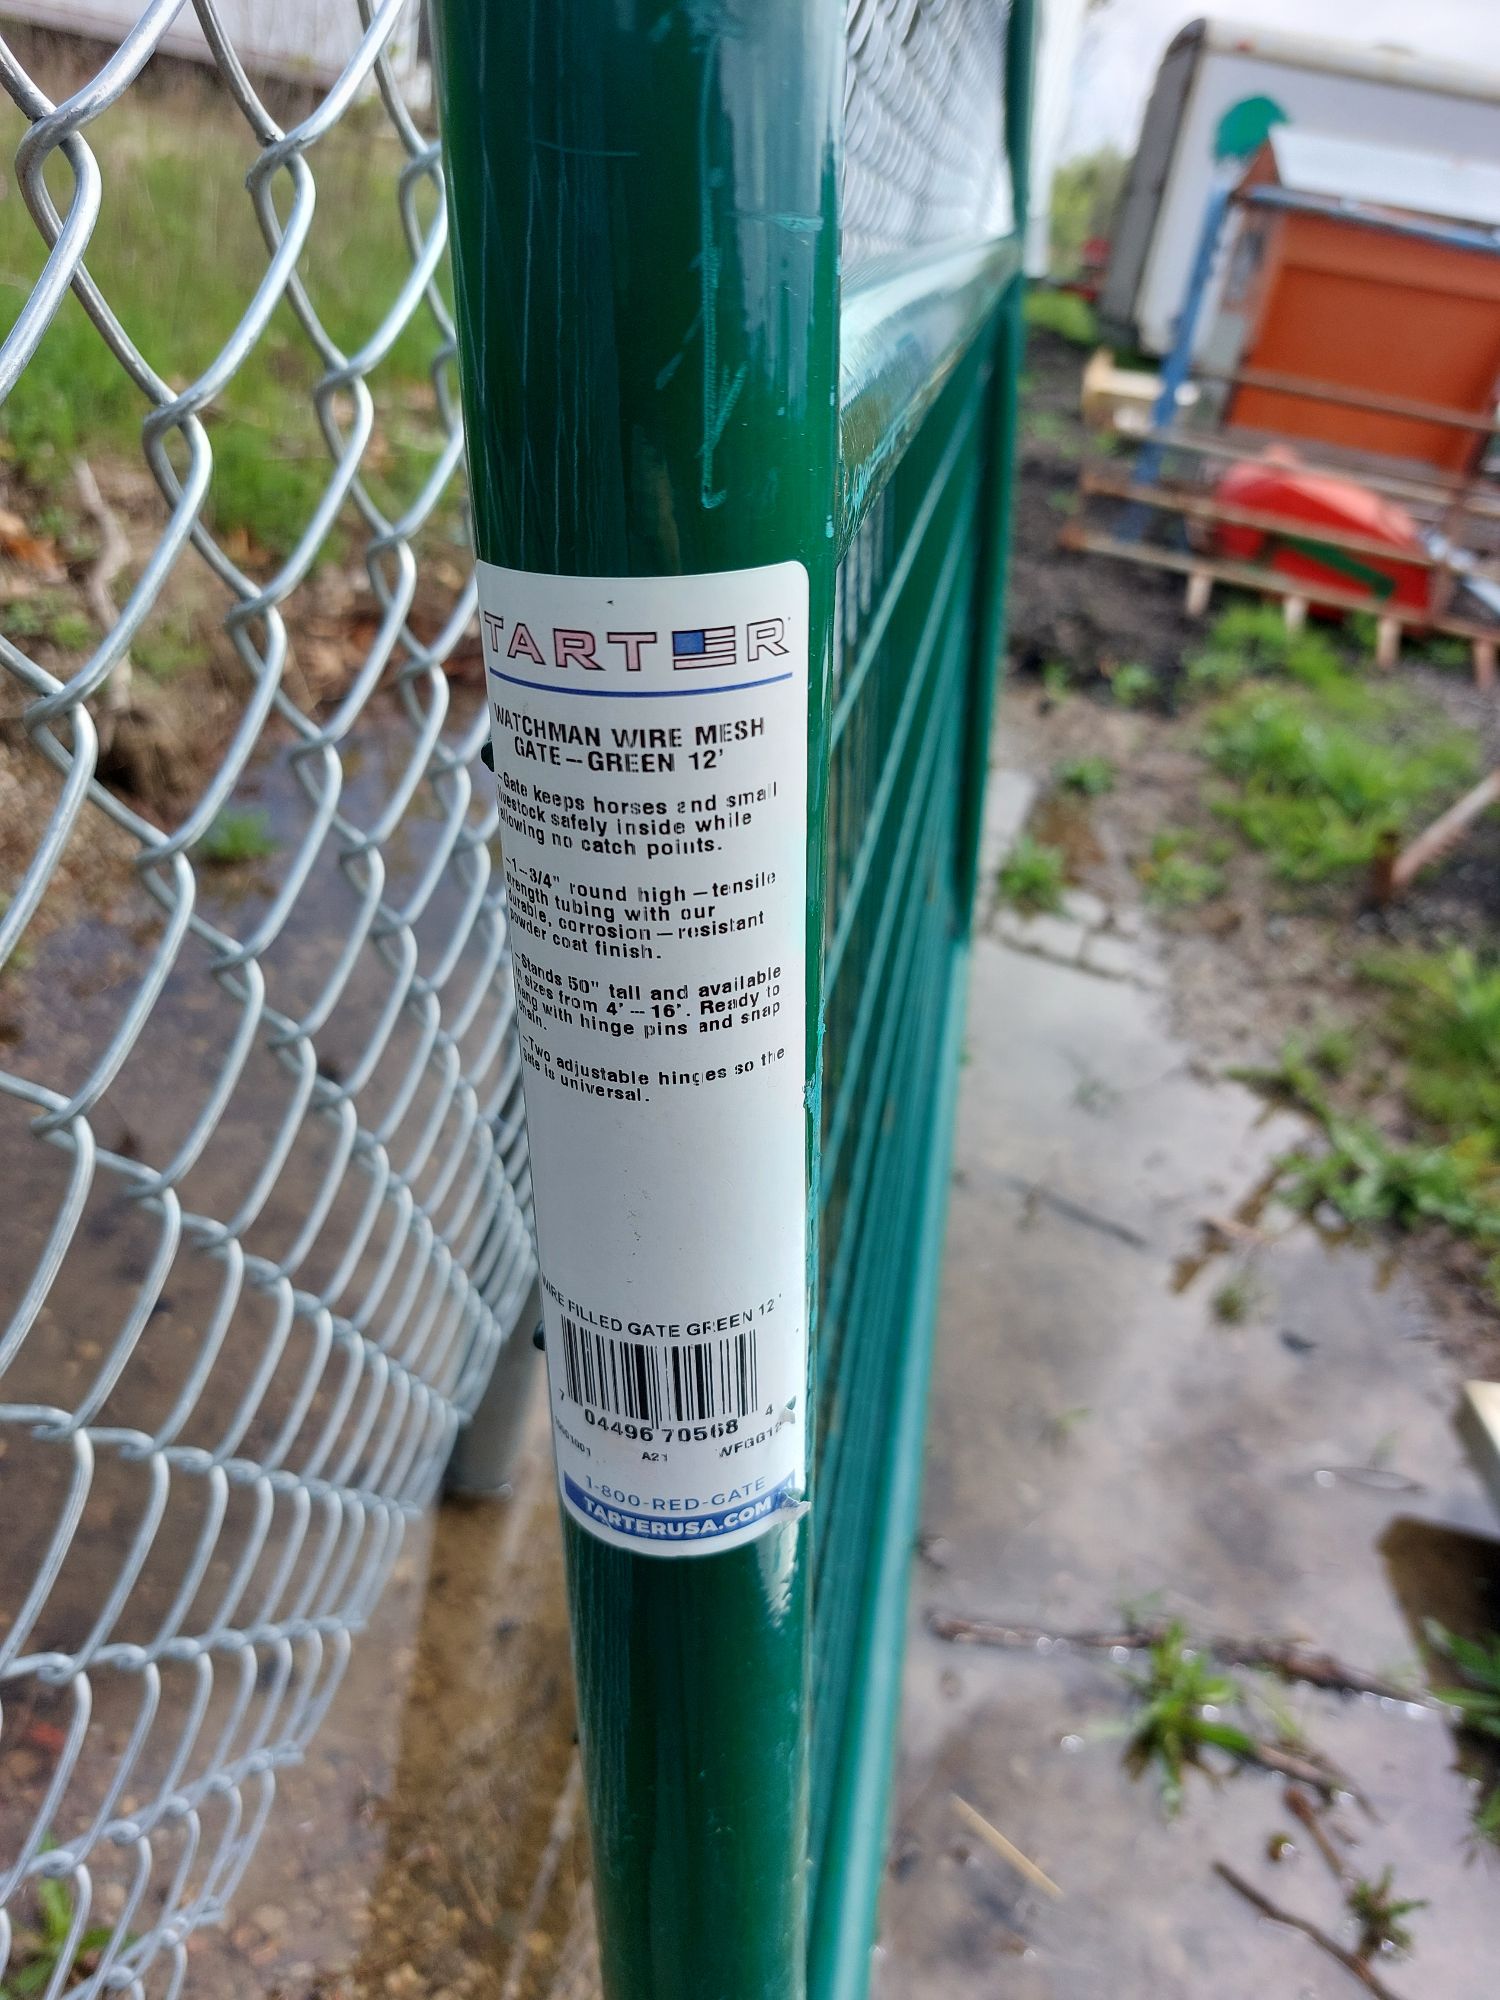 TARTER
WATCHMAN WIRE MESH
GATE-GREEN 12'
-Gate keeps horses and small
livestock safely inside while
allowing no catch points.
-1-3/4" round high-tensile
strength tubing with our
durable, corrosion-resistant
powder coat finish.
-Stands 50" tall and available
in sizes from 4' - 16'. Ready to
hang with hinge pins and snap
chain.
-Two adjustable hinges so the
gate is universal.
WIRE FILLED GATE GREEN 12'
7 04496 70568 4
A21 WFGG12
1-800-RED-GATE
TARTERUSA.COM